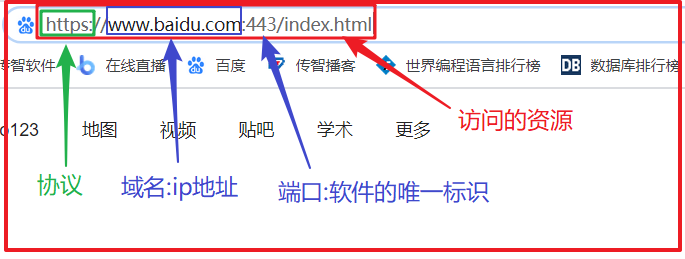 https://www.baidu.com:443/index.html
传智软件 在线直播 百度 传智播客 世界编程语言排行榜 DB 数据库排行榜
o123 地图 视频 贴吧 学术 更多
访问的资源
协议 域名:ip地址 端口:软件的唯一标识